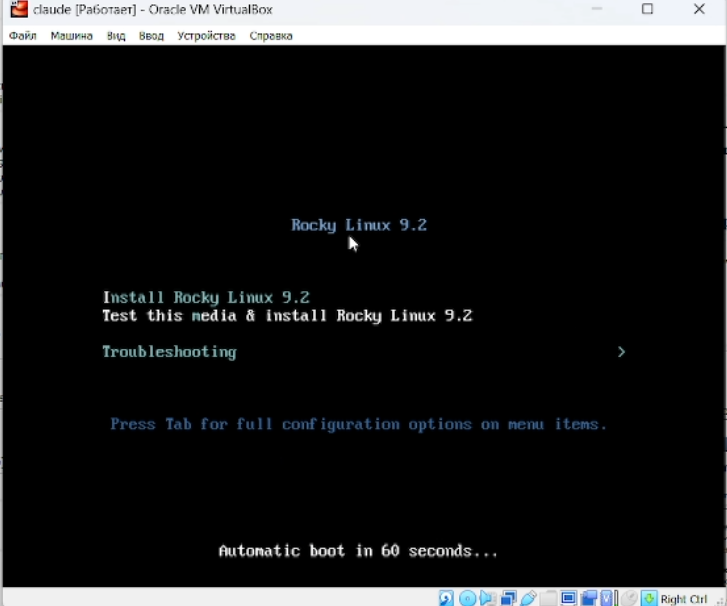 claude [Работает] - Oracle VM VirtualBox
Файл Машина Вид Ввод Устройства Справка
Rocky Linux 9.2
Install Rocky Linux 9.2
Test this media & install Rocky Linux 9.2
Troubleshooting >
Press Tab for full configuration options on menu items.
Automatic boot in 60 seconds...
Right Ctrl